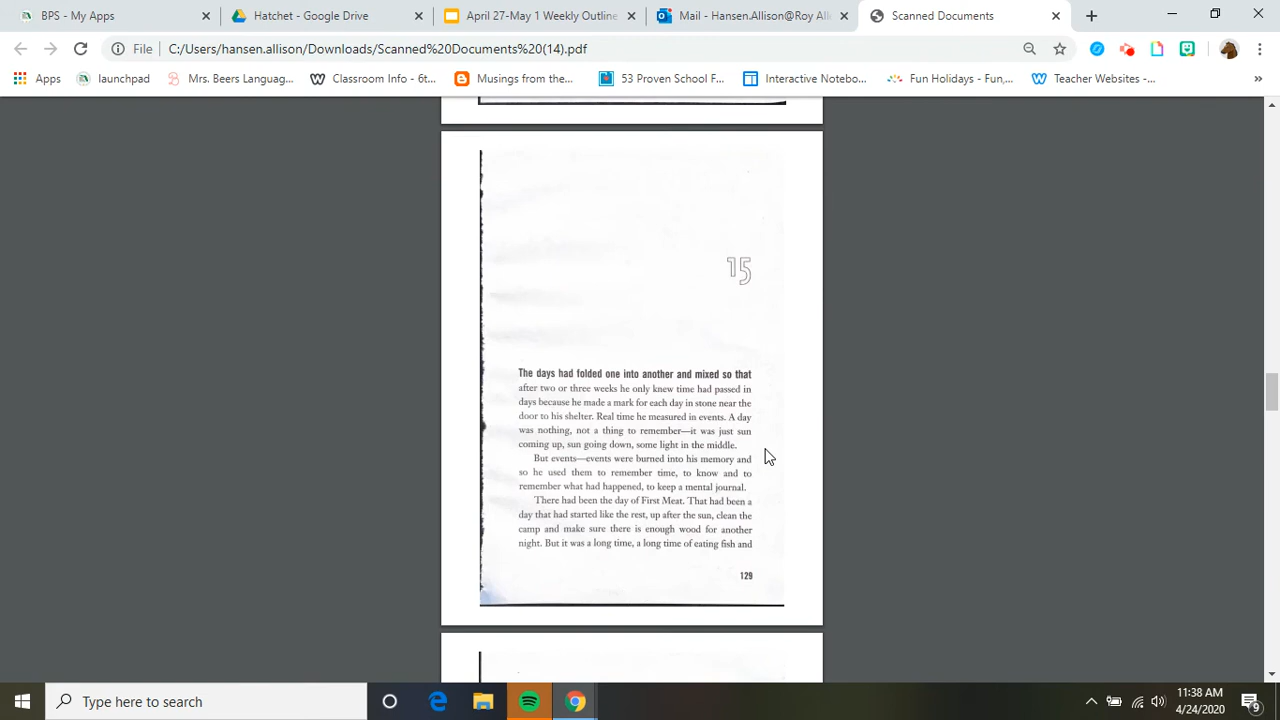 BPS - My Apps
Hatchet - Google Drive
April 27-May 1 Weekly Outline
Mail - Hansen.Allison@Roy Alk
Scanned Documents
File
C:/Users/hansen.allison/Downloads/Scanned%20Documents%20(14).pdf
Apps
launchpad
Mrs. Beers Languag...
Classroom Info - 6t...
Musings from the...
53 Proven School F...
Interactive Notebo...
Fun Holidays - Fun,...
Teacher Websites -...
15
The days had folded one into another and mixed so that
after two or three weeks he only knew time had passed in
days because he made a mark for each day in stone near the
door to his shelter. Real time he measured in events. A day
was nothing, not a thing to remember—it was just sun
coming up, sun going down, some light in the middle.
But events—events were burned into his memory and
so he used them to remember time, to know and to
remember what had happened, to keep a mental journal.
There had been the day of First Meat. That had been a
day that had started like the rest, up after the sun, clean the
camp and make sure there is enough wood for another
night. But it was a long time, a long time of eating fish and
129
Type here to search
11:38 AM
4/24/2020
9